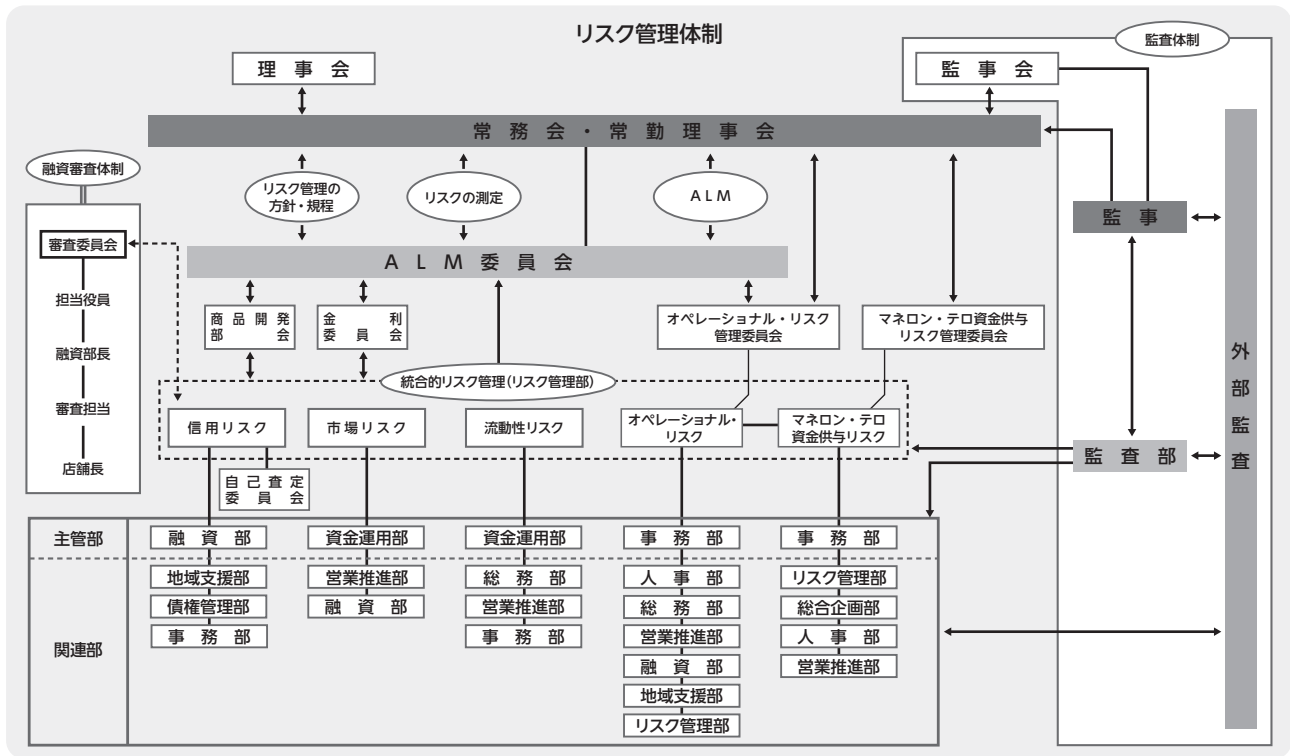 リスク管理体制
監査体制
理事会
監事会
常務会・常勤理事会
融資審査体制
リスク管理の
方針・規程
リスクの測定
ALM
審査委員会
担当役員
融資部長
審査担当
店舗長
監事
ALM委員会
商品開発
部会
金利
委員会
オペレーショナル・リスク
管理委員会
マネロン・テロ資金供与
リスク管理委員会
外部監査
統合的リスク管理(リスク管理部)
信用リスク
市場リスク
流動性リスク
オペレーショナル・
リスク
マネロン・テロ
資金供与リスク
監査部
自己査定
委員会
主管部
融資部
資金運用部
資金運用部
事務部
事務部
関連部
地域支援部
債権管理部
事務部
営業推進部
融資部
総務部
営業推進部
事務部
人事部
総務部
営業推進部
融資部
地域支援部
リスク管理部
リスク管理部
総合企画部
人事部
営業推進部